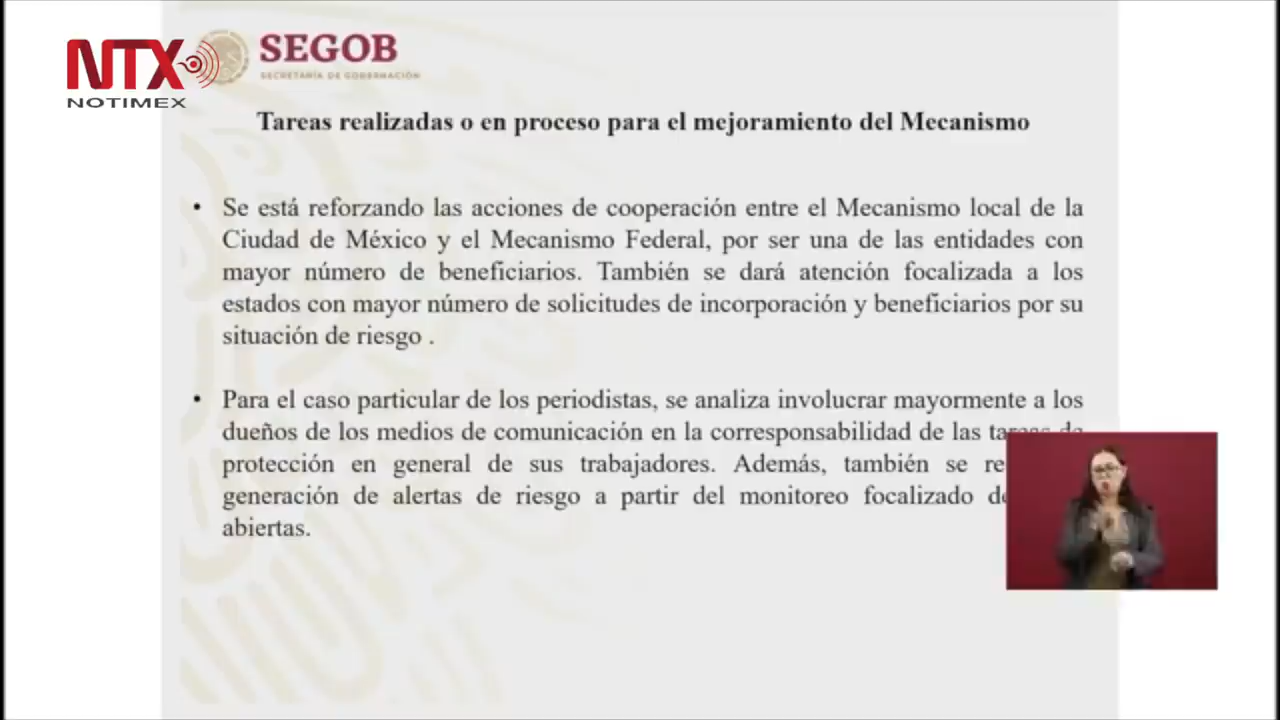 NTX
NOTIMEX
SEGOB
SECRETARÍA DE GOBERNACIÓN
Tareas realizadas o en proceso para el mejoramiento del Mecanismo
• Se está reforzando las acciones de cooperación entre el Mecanismo local de la
Ciudad de México y el Mecanismo Federal, por ser una de las entidades con
mayor número de beneficiarios. También se dará atención focalizada a los
estados con mayor número de solicitudes de incorporación y beneficiarios por su
situación de riesgo .
• Para el caso particular de los periodistas, se analiza involucrar mayormente a los
dueños de los medios de comunicación en la corresponsabilidad de las tareas de
protección en general de sus trabajadores. Además, también se
generación de alertas de riesgo a partir del monitoreo focalizado
abiertas.